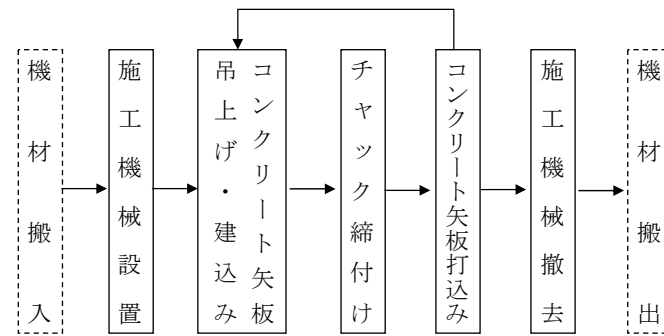 機材搬入
施工機械設置
コンクリート矢板
吊上げ・建込み
チャック締付け
コンクリート矢板打込み
施工機械撤去
機材搬出